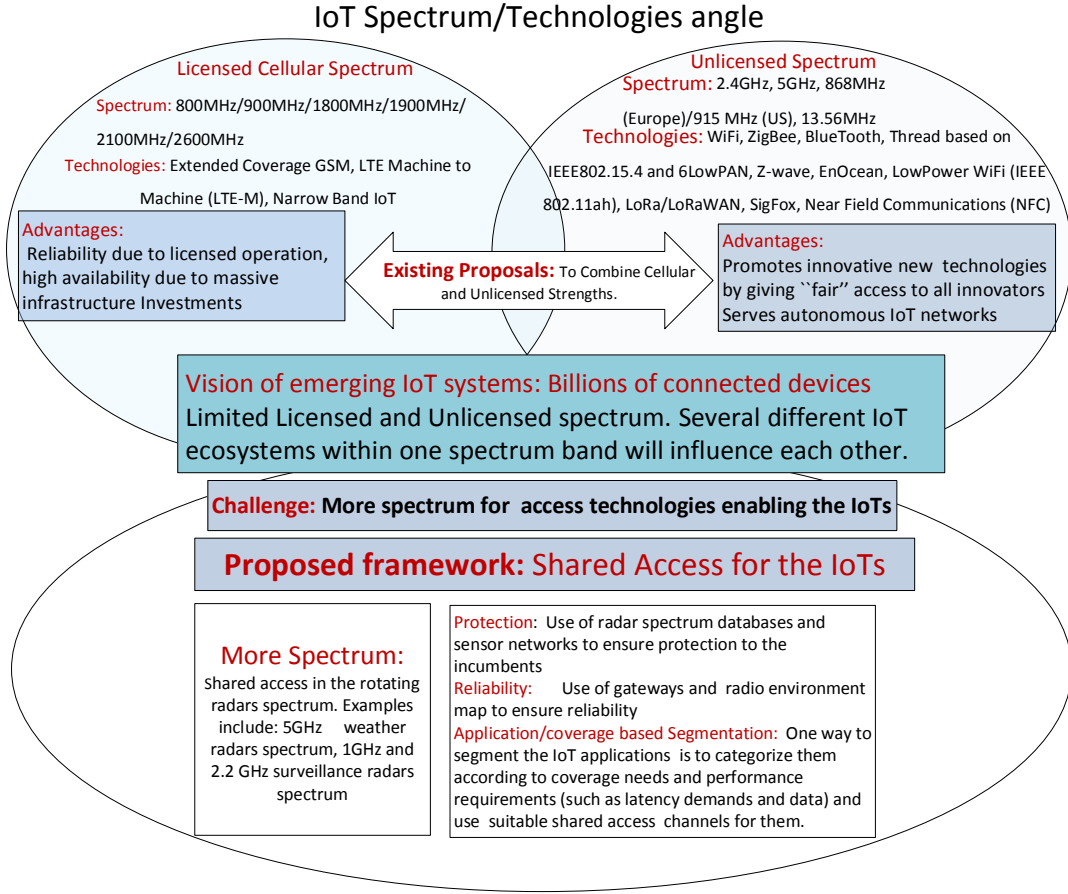 IoT Spectrum/Technologies angle
Licensed Cellular Spectrum
Spectrum: 800MHz/900MHz/1800MHz/1900MHz/
2100MHz/2600MHz
Technologies: Extended Coverage GSM, LTE Machine to
Machine (LTE-M), Narrow Band IoT
Advantages:
Reliability due to licensed operation,
high availability due to massive
infrastructure Investments
Unlicensed Spectrum
Spectrum: 2.4GHz, 5GHz, 868MHz
(Europe)/915 MHz (US), 13.56MHz
Technologies: WiFi, ZigBee, BlueTooth, Thread based on
IEEE802.15.4 and 6LowPAN, Z-wave, EnOcean, LowPower WiFi (IEEE
802.11ah), LoRa/LoRaWAN, SigFox, Near Field Communications (NFC)
Advantages:
Promotes innovative new technologies
by giving ``fair'' access to all innovators
Serves autonomous IoT networks
Existing Proposals: To Combine Cellular
and Unlicensed Strengths.
Vision of emerging IoT systems: Billions of connected devices
Limited Licensed and Unlicensed spectrum. Several different IoT
ecosystems within one spectrum band will influence each other.
Challenge: More spectrum for access technologies enabling the IoTs
Proposed framework: Shared Access for the IoTs
More Spectrum:
Shared access in the rotating
radars spectrum. Examples
include: 5GHz weather
radars spectrum, 1GHz and
2.2 GHz surveillance radars
spectrum
Protection: Use of radar spectrum databases and
sensor networks to ensure protection to the
incumbents
Reliability: Use of gateways and radio environment
map to ensure reliability
Application/coverage based Segmentation: One way to
segment the IoT applications is to categorize them
according to coverage needs and performance
requirements (such as latency demands and data) and
use suitable shared access channels for them.